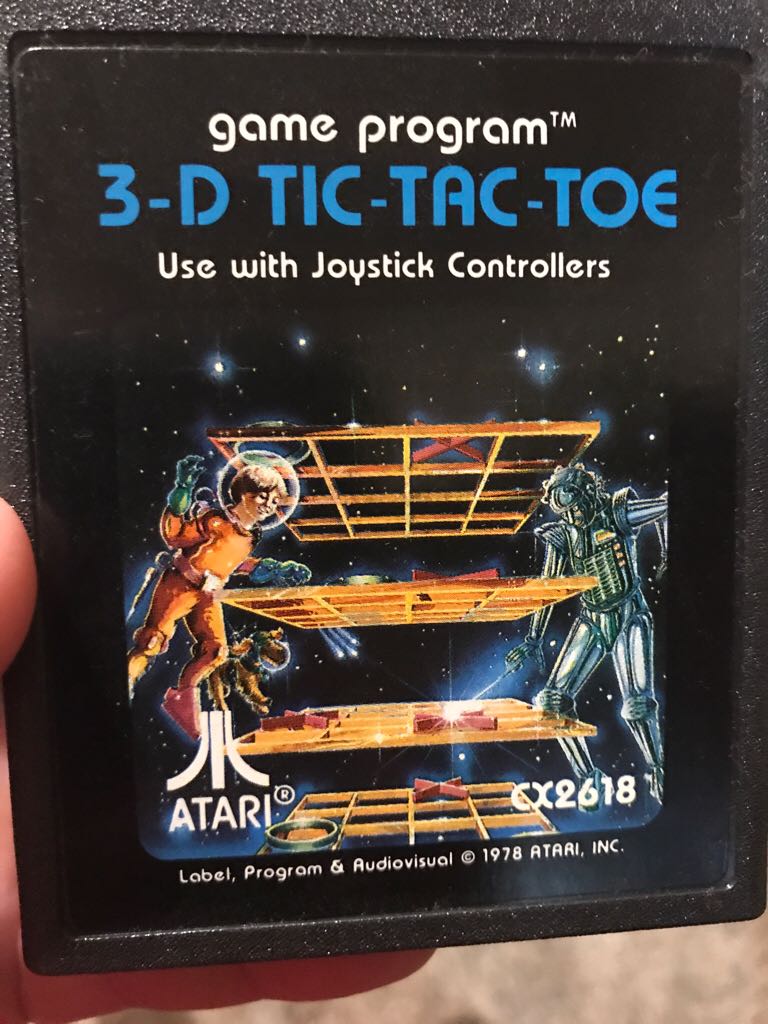 game program™
3-D TIC-TAC-TOE
Use with Joystick Controllers
ATARI®
CX2618
Label, Program & Audiovisual © 1978 ATARI, INC.